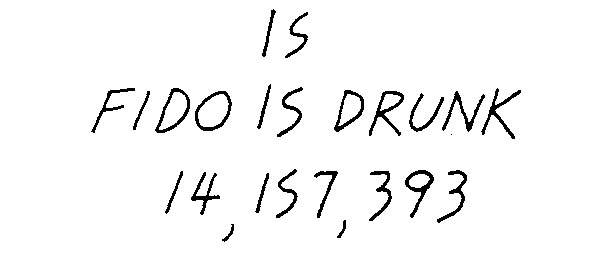 IS
FIDO IS DRUNK
14,157,393